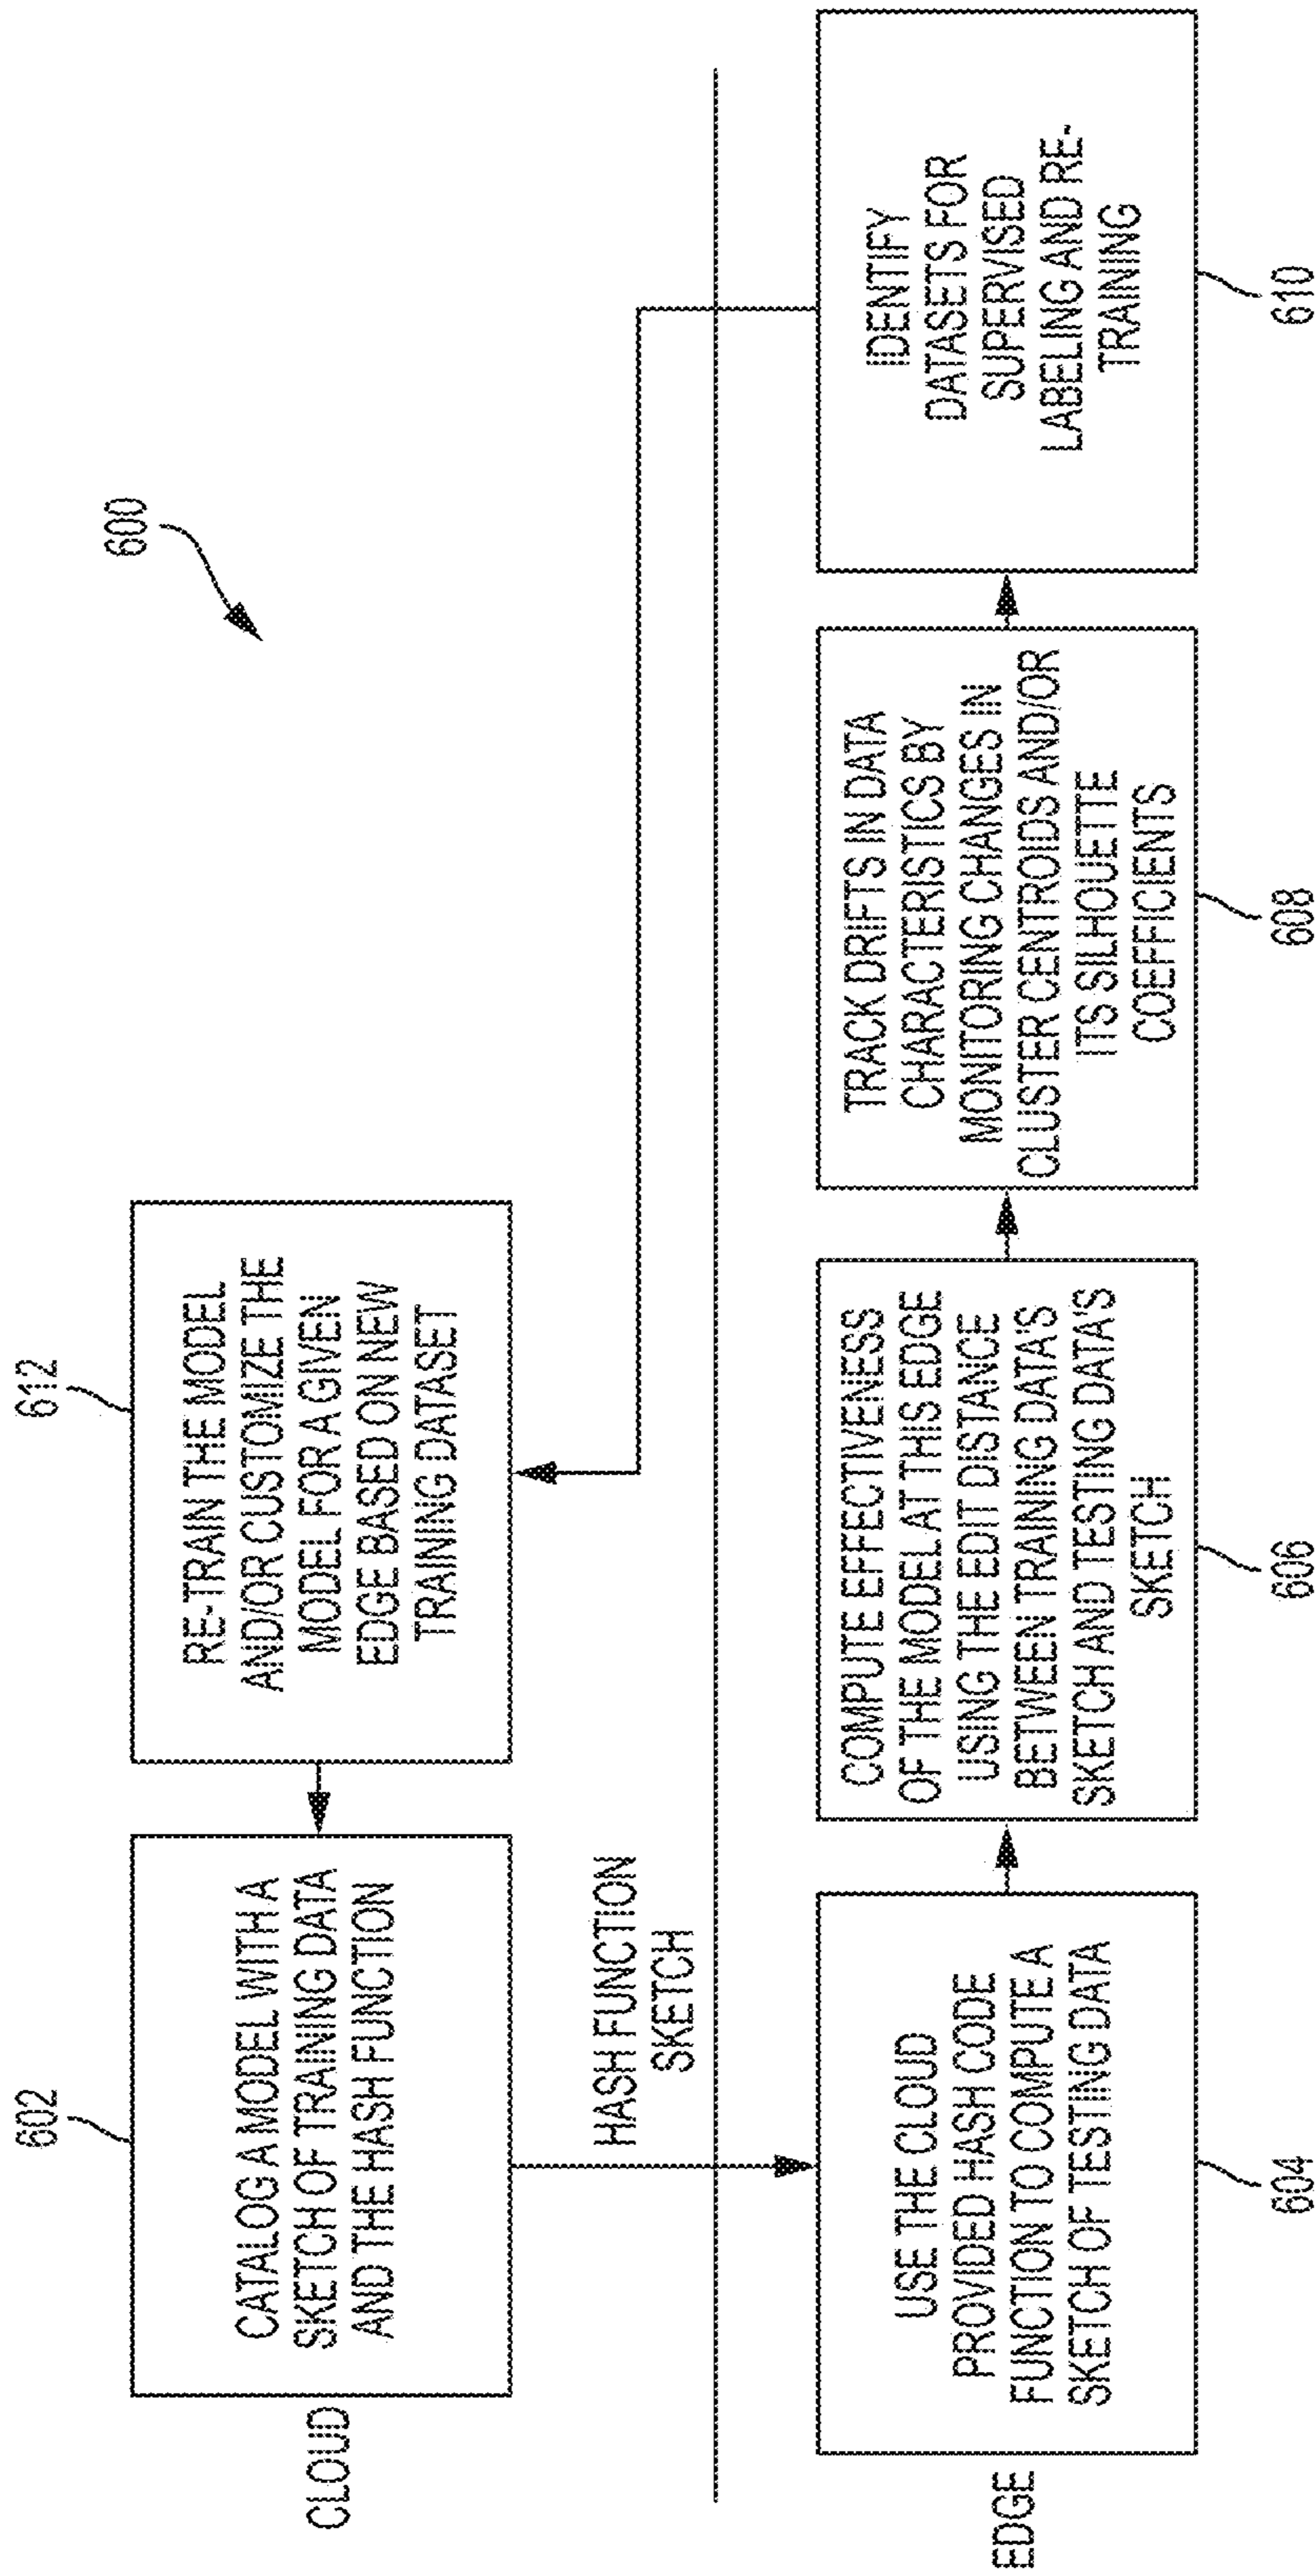 600
602
612
CLOUD
CATALOG A MODEL WITH A
SKETCH OF TRAINING DATA
AND THE HASH FUNCTION
RE-TRAIN THE MODEL
AND/OR CUSTOMIZE THE
MODEL FOR A GIVEN
EDGE BASED ON NEW
TRAINING DATASET
HASH FUNCTION
SKETCH
EDGE
USE THE CLOUD
PROVIDED HASH CODE
FUNCTION TO COMPUTE A
SKETCH OF TESTING DATA
COMPUTE EFFECTIVENESS
OF THE MODEL AT THIS EDGE
USING THE EDIT DISTANCE
BETWEEN TRAINING DATA'S
SKETCH AND TESTING DATA'S
SKETCH
TRACK DRIFTS IN DATA
CHARACTERISTICS BY
MONITORING CHANGES IN
CLUSTER CENTROIDS AND/OR
ITS SILHOUETTE
COEFFICIENTS
IDENTIFY
DATASETS FOR
SUPERVISED
LABELING AND RE-
TRAINING
604
606
608
610